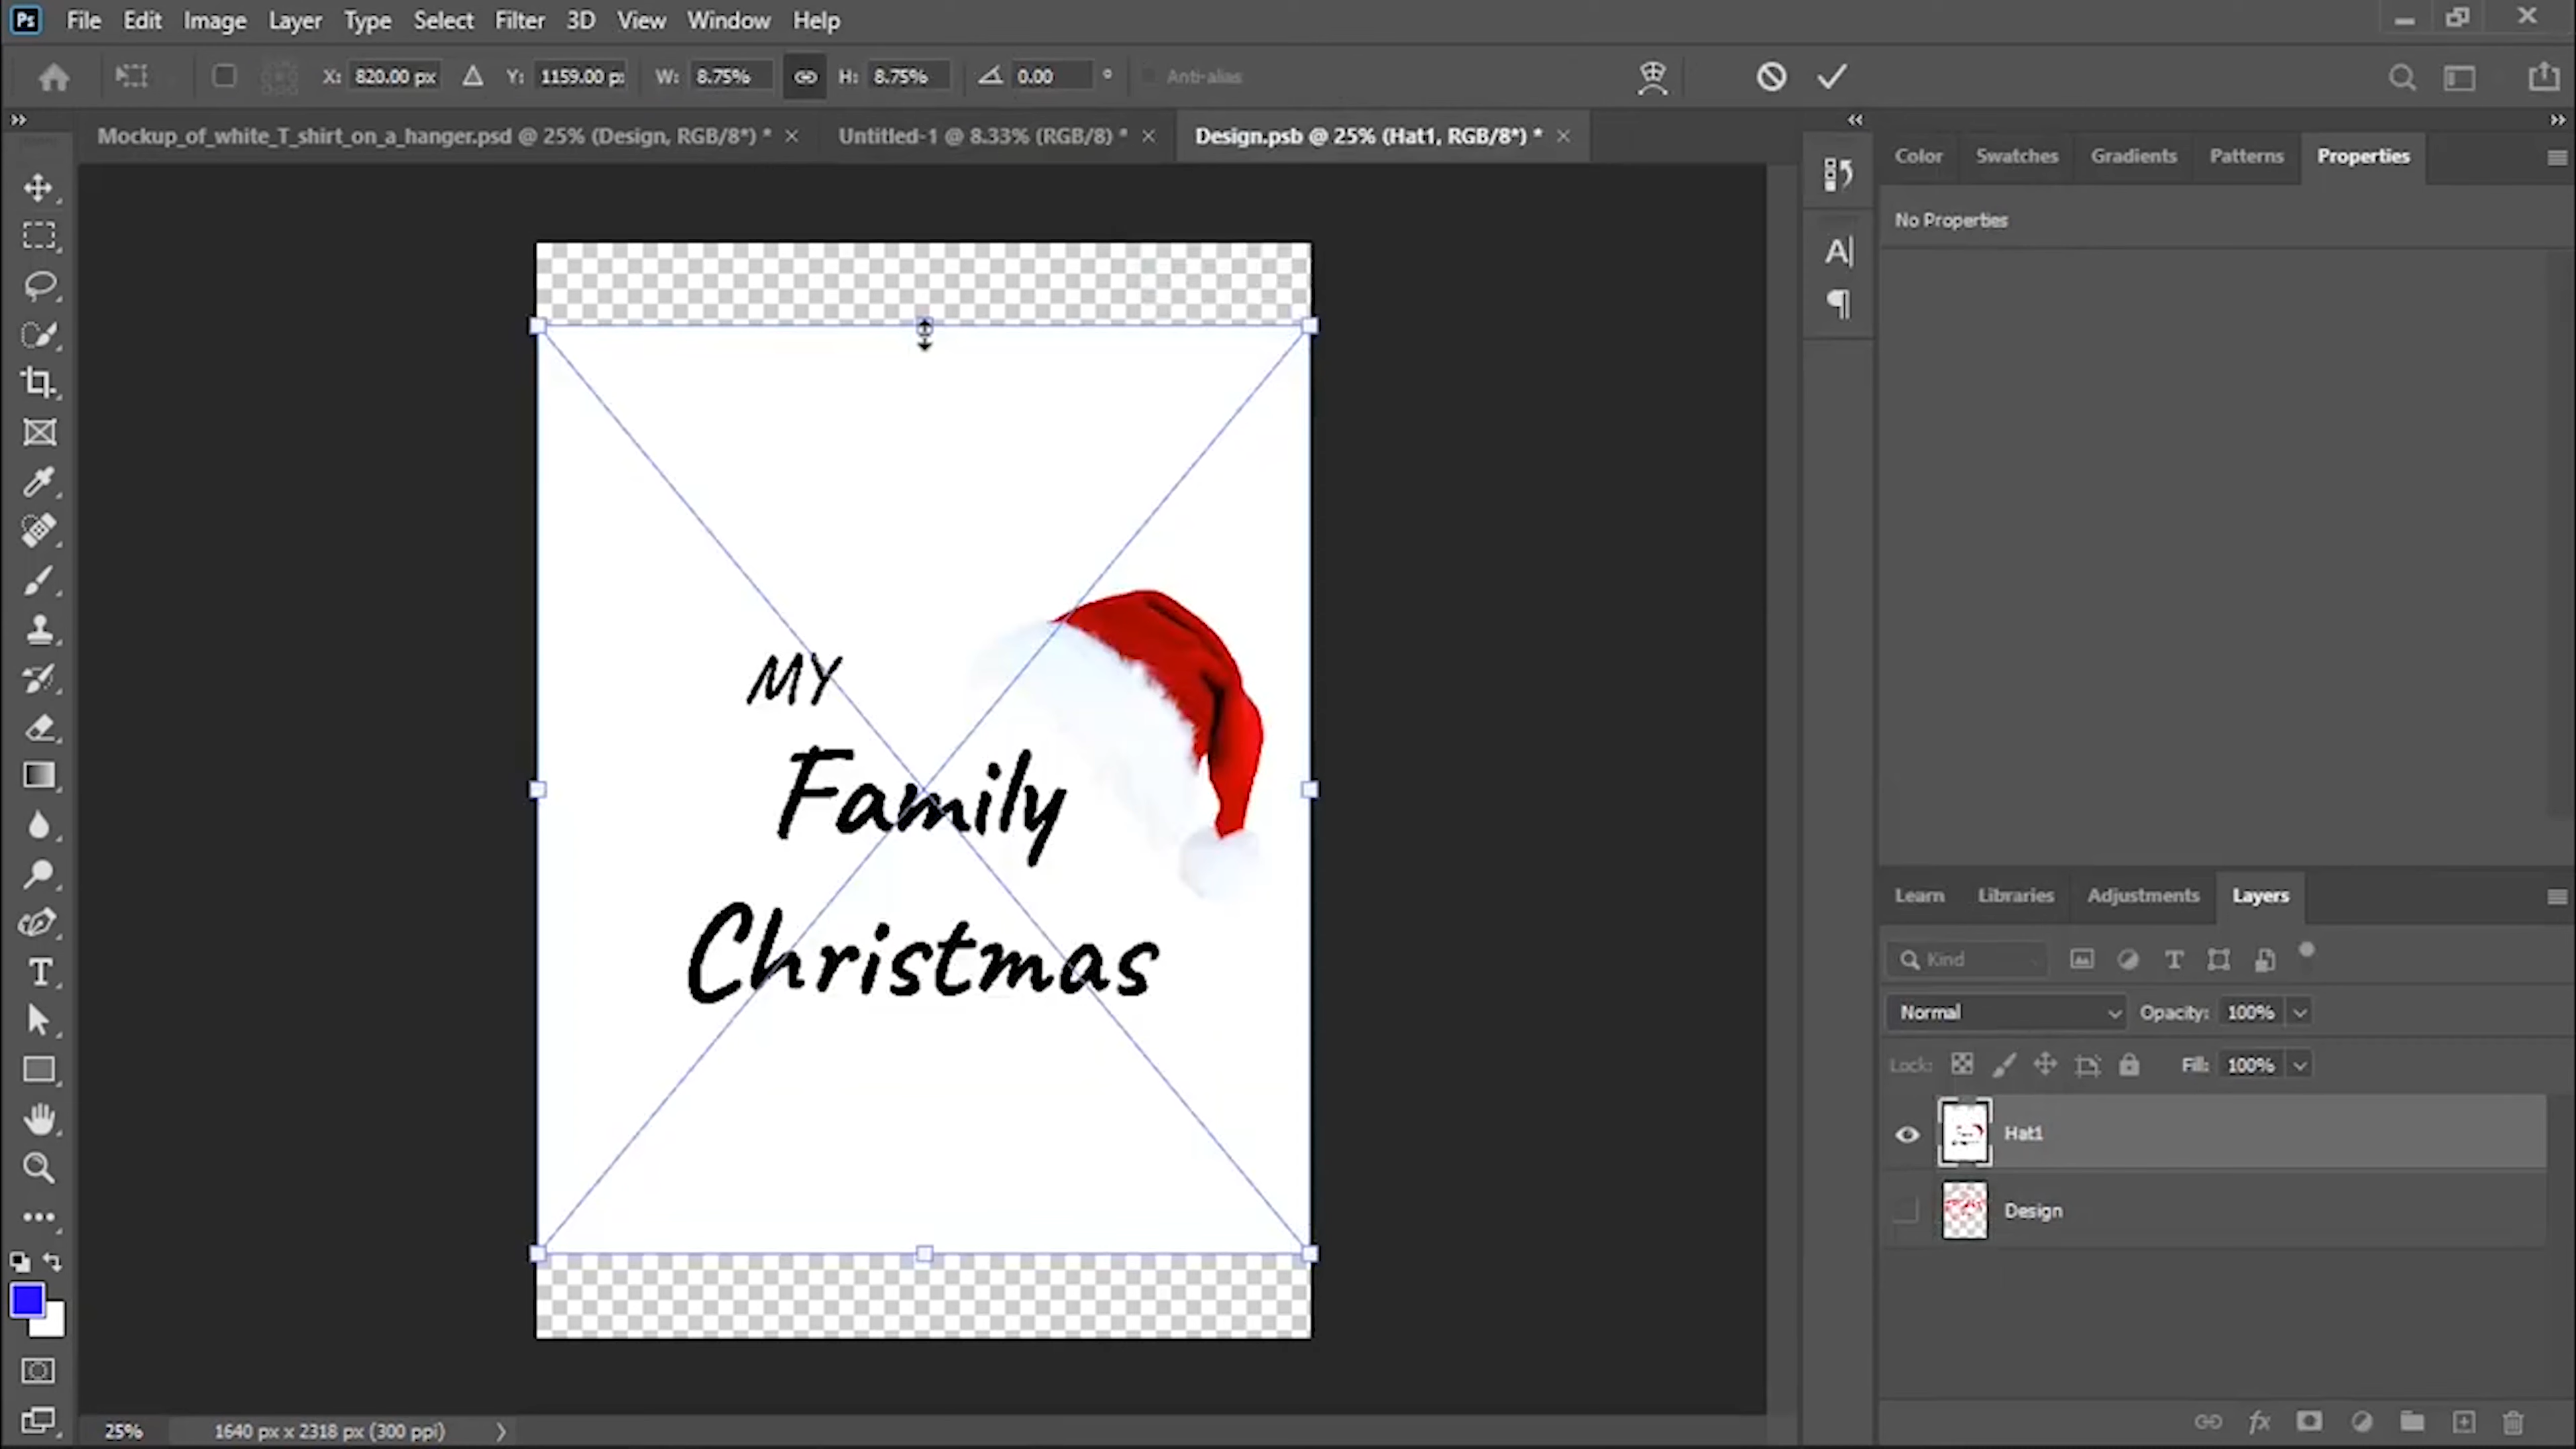 Ps File Edit Image Layer Type Select Filter 3D View Window Help
X: 820.00 px Y: 1159.00 p W: 8.75% H: 8.75% 0.00 ° Anti-alias
Mockup_of_white_T_shirt_on_a_hanger.psd @ 25% (Design, RGB/8*) * × Untitled-1 @ 8.33% (RGB/8) * × Design.psb @ 25% (Hat1, RGB/8*) * ×
Color Swatches Gradients Patterns Properties
No Properties
MY
Family
Christmas
Learn Libraries Adjustments Layers
Kind
Normal Opacity: 100%
Lock: Fill: 100%
Hat1
Design
25% 1640 px x 2318 px (300 ppi)